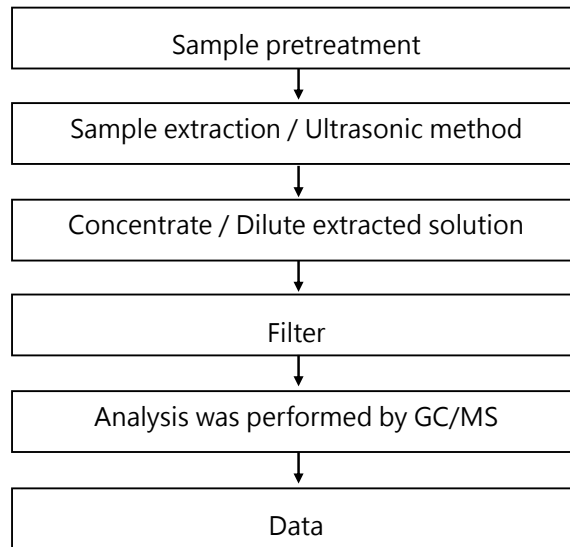 Sample pretreatment
Sample extraction / Ultrasonic method
Concentrate / Dilute extracted solution
Filter
Analysis was performed by GC/MS
Data